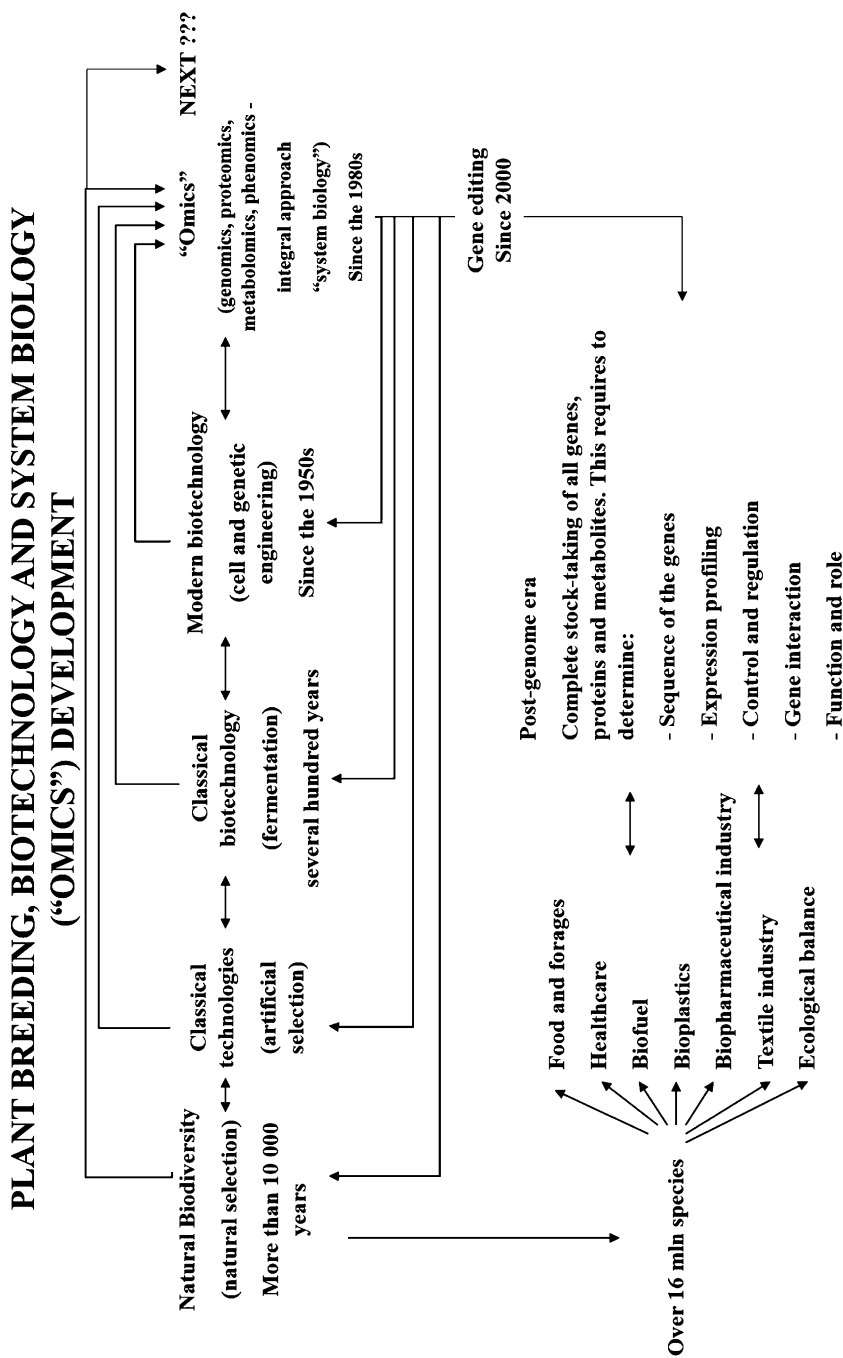 PLANT BREEDING, BIOTECHNOLOGY AND SYSTEM BIOLOGY
(“OMICS”) DEVELOPMENT
Natural Biodiversity
(natural selection)
More than 10 000
years
Classical
technologies
(artificial
selection)
Classical
biotechnology
(fermentation)
several hundred years
Modern biotechnology
(cell and genetic
engineering)
Since the 1950s
“Omics”
(genomics, proteomics,
metabolomics, phenomics -
integral approach
“system biology”)
Since the 1980s
NEXT ???
Gene editing
Since 2000
Over 16 mln species
Food and forages
Healthcare
Biofuel
Bioplastics
Biopharmaceutical industry
Textile industry
Ecological balance
Post-genome era
Complete stock-taking of all genes,
proteins and metabolites. This requires to
determine:
- Sequence of the genes
- Expression profiling
- Control and regulation
- Gene interaction
- Function and role